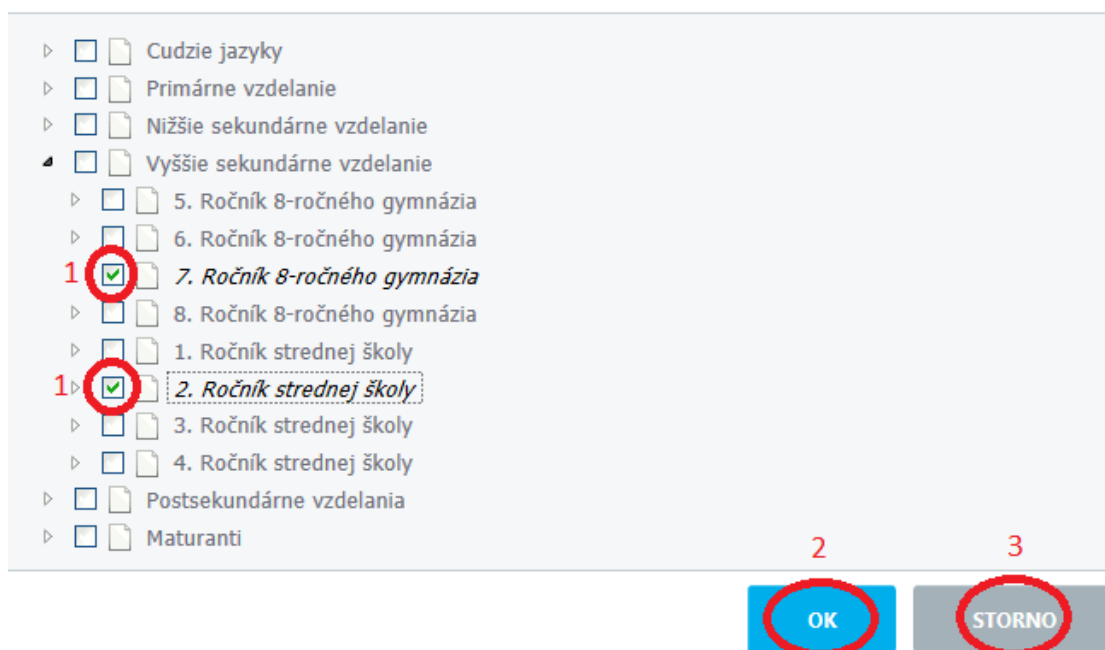 Cudzie jazyky
Primárne vzdelanie
Nižšie sekundárne vzdelanie
Vyššie sekundárne vzdelanie
5. Ročník 8-ročného gymnázia
6. Ročník 8-ročného gymnázia
1 7. Ročník 8-ročného gymnázia
8. Ročník 8-ročného gymnázia
1. Ročník strednej školy
1 2. Ročník strednej školy
3. Ročník strednej školy
4. Ročník strednej školy
Postsekundárne vzdelania
Maturanti
2 3
OK STORNO